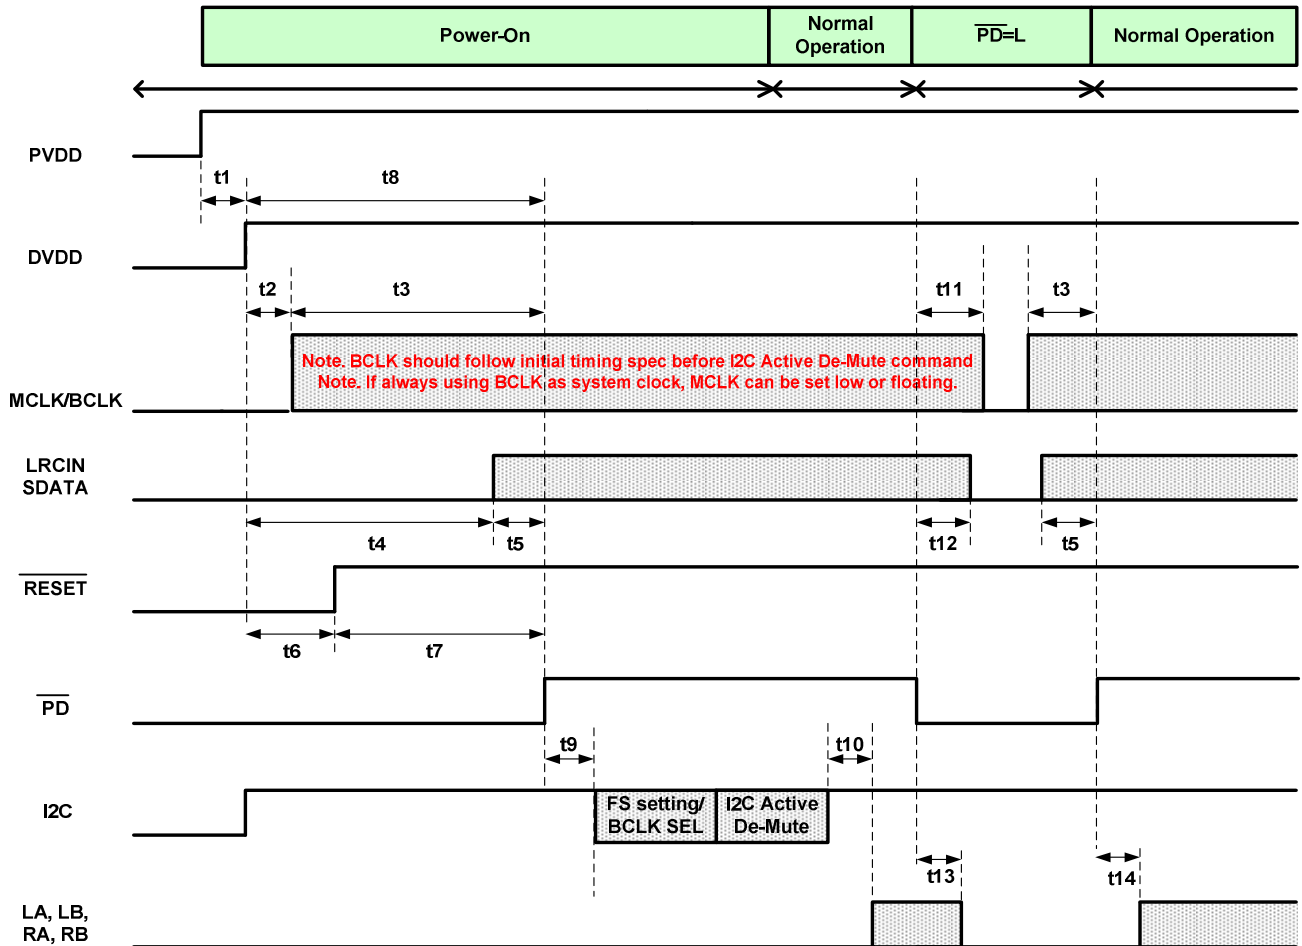 Power-On
Normal
Operation
PD=L
Normal Operation
PVDD
t1
t8
DVDD
t2
t3
t11
t3
Note. BCLK should follow initial timing spec before I2C Active De-Mute command
Note. If always using BCLK as system clock, MCLK can be set low or floating.
MCLK/BCLK
LRCIN
SDATA
t4
t5
t12
t5
RESET
t6
t7
PD
t9
t10
I2C
FS setting/
BCLK SEL
I2C Active
De-Mute
t13
t14
LA, LB,
RA, RB